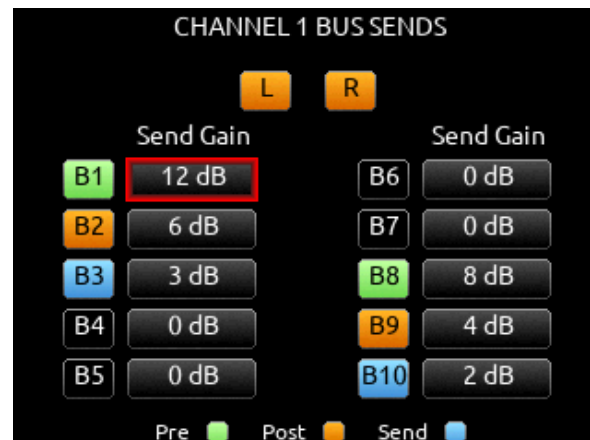 CHANNEL 1 BUS SENDS
L R
Send Gain Send Gain
B1 12 dB B6 0 dB
B2 6 dB B7 0 dB
B3 3 dB B8 8 dB
B4 0 dB B9 4 dB
B5 0 dB B10 2 dB
Pre Post Send